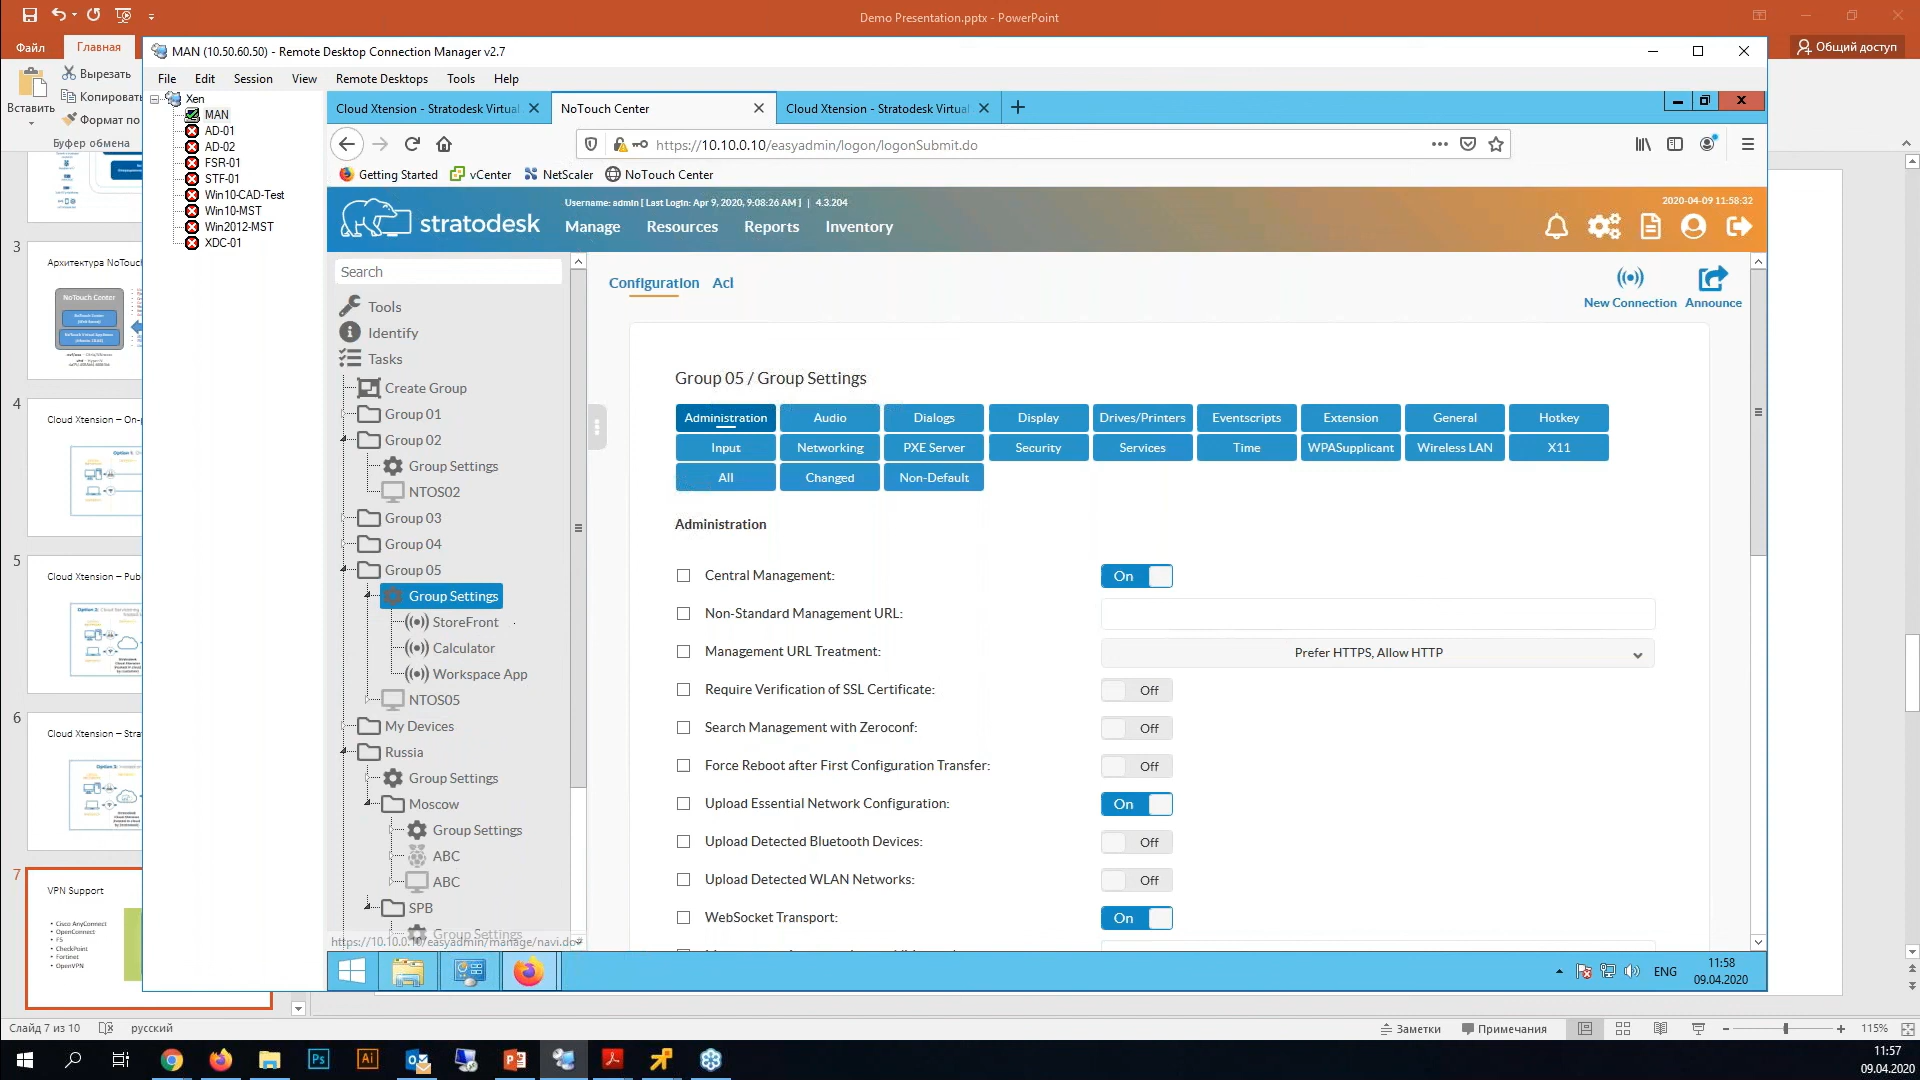 Demo Presentation.pptx - PowerPoint
Файл
Главная
Общий доступ
Вставить
Вырезать
Копировать
Формат по
Буфер обмена
MAN (10.50.60.50) - Remote Desktop Connection Manager v2.7
File Edit Session View Remote Desktops Tools Help
Xen
MAN
AD-01
AD-02
FSR-01
STF-01
Win10-CAD-Test
Win10-MST
Win2012-MST
XDC-01
Cloud Xtension - Stratodesk Virtual
NoTouch Center
Cloud Xtension - Stratodesk Virtual
https://10.10.0.10/easyadmin/logon/logonSubmit.do
Getting Started vCenter NetScaler NoTouch Center
stratodesk
Username: admin [ Last Login: Apr 9, 2020, 9:08:26 AM ] | 4.3.204
2020-04-09 11:58:32
Manage Resources Reports Inventory
Search
Tools
Identify
Tasks
Create Group
Group 01
Group 02
Group Settings
NTOS02
Group 03
Group 04
Group 05
Group Settings
StoreFront
Calculator
Workspace App
NTOS05
My Devices
Russia
Group Settings
Moscow
Group Settings
ABC
ABC
SPB
Group Settings
https://10.10.0.10/easyadmin/manage/navi.do
Configuration Acl
New Connection Announce
Group 05 / Group Settings
Administration Audio Dialogs Display Drives/Printers Eventscripts Extension General Hotkey
Input Networking PXE Server Security Services Time WPASupplicant Wireless LAN X11
All Changed Non-Default
Administration
Central Management: On
Non-Standard Management URL:
Management URL Treatment: Prefer HTTPS, Allow HTTP
Require Verification of SSL Certificate: Off
Search Management with Zeroconf: Off
Force Reboot after First Configuration Transfer: Off
Upload Essential Network Configuration: On
Upload Detected Bluetooth Devices: Off
Upload Detected WLAN Networks: Off
WebSocket Transport: On
ENG
11:58
09.04.2020
3
Архитектура NoTouch
NoTouch Center
4
Cloud Xtension – On-p
5
Cloud Xtension – Pub
6
Cloud Xtension – Stra
7
VPN Support
• Cisco AnyConnect
• OpenConnect
• F5
• CheckPoint
• Fortinet
• OpenVPN
Слайд 7 из 10
русский
Заметки
Примечания
115%
11:57
09.04.2020